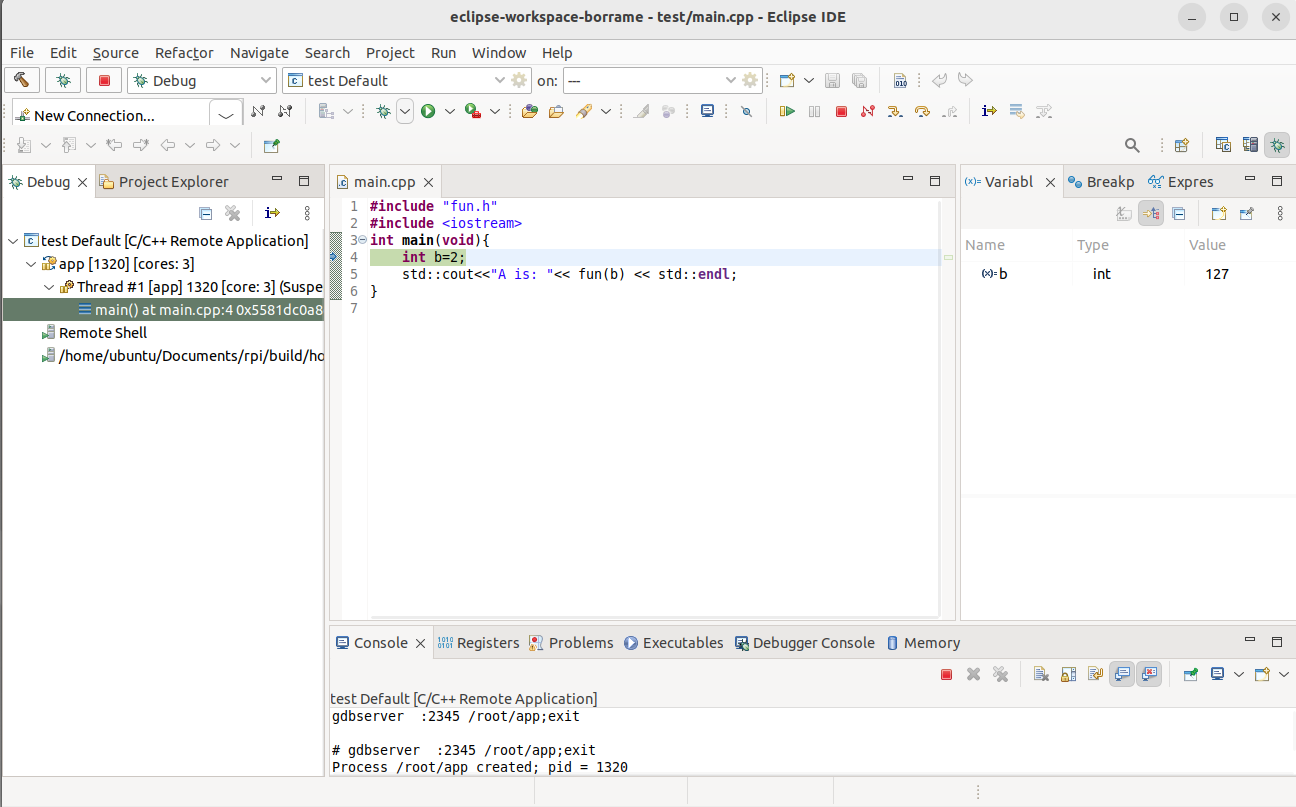 eclipse-workspace-borrame - test/main.cpp - Eclipse IDE
File Edit Source Refactor Navigate Search Project Run Window Help
Debug test Default on: ---
New Connection...
Debug Project Explorer
test Default [C/C++ Remote Application]
app [1320] [cores: 3]
Thread #1 [app] 1320 [core: 3] (Suspe
main() at main.cpp:4 0x5581dc0a8
Remote Shell
/home/ubuntu/Documents/rpi/build/ho
main.cpp
1 #include "fun.h"
2 #include <iostream>
3 int main(void){
4     int b=2;
5     std::cout<<"A is: "<< fun(b) << std::endl;
6 }
7
(x)= Variabl Breakp Expres
Name Type Value
(x)= b int 127
Console Registers Problems Executables Debugger Console Memory
test Default [C/C++ Remote Application]
gdbserver  :2345 /root/app;exit
# gdbserver  :2345 /root/app;exit
Process /root/app created; pid = 1320